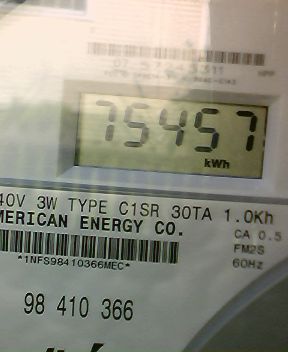 75457
kWh
40V 3W TYPE C1SR 30TA 1.0Kh
MERICAN ENERGY CO.
CA 0.5
FM2S
60Hz
*1NFS98410366MEC*
98 410 366